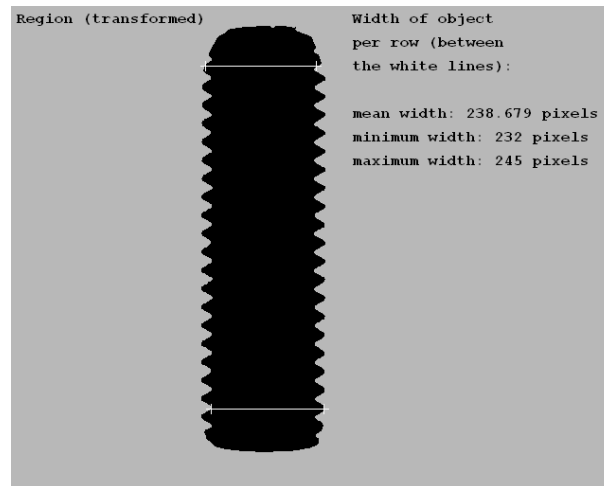 Region (transformed)
Width of object
per row (between
the white lines):
mean width: 238.679 pixels
minimum width: 232 pixels
maximum width: 245 pixels